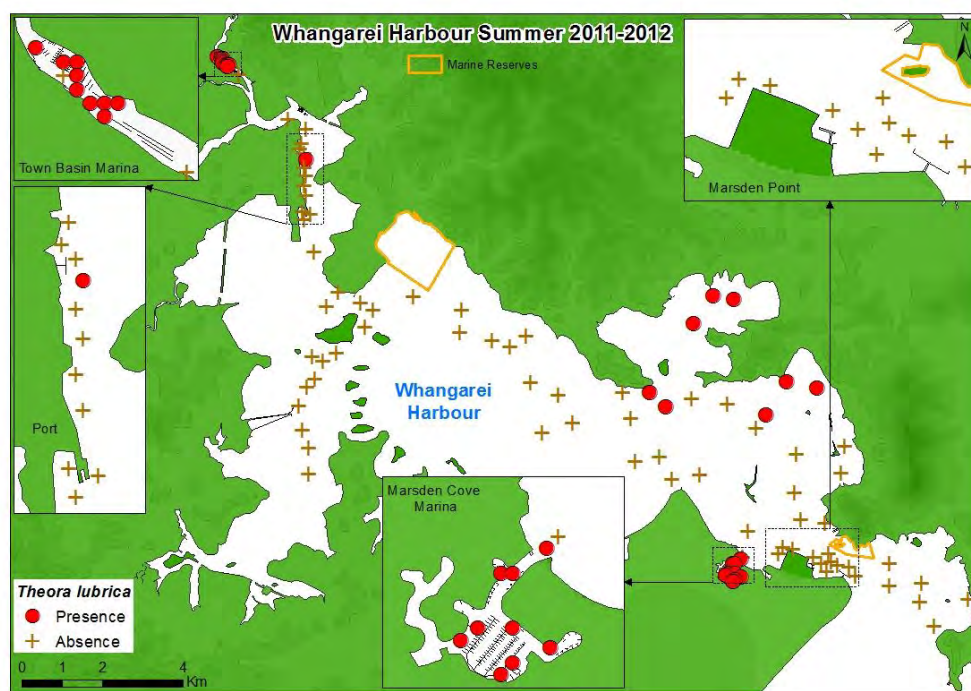 Whangarei Harbour Summer 2011-2012
Marine Reserves
N
Town Basin Marina
Marsden Point
Port
Whangarei
Harbour
Marsden Cove
Marina
Theora lubrica
Presence
Absence
0 1 2 4
Km